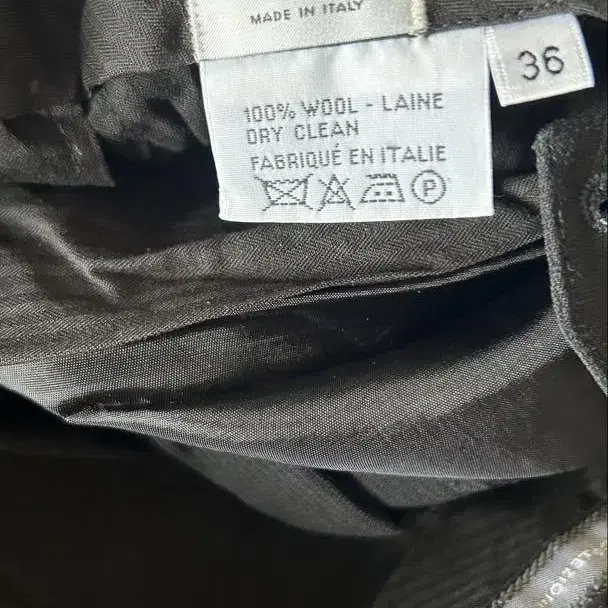 MADE IN ITALY
36
100% WOOL - LAINE
DRY CLEAN
FABRIQUÉ EN ITALIE
P